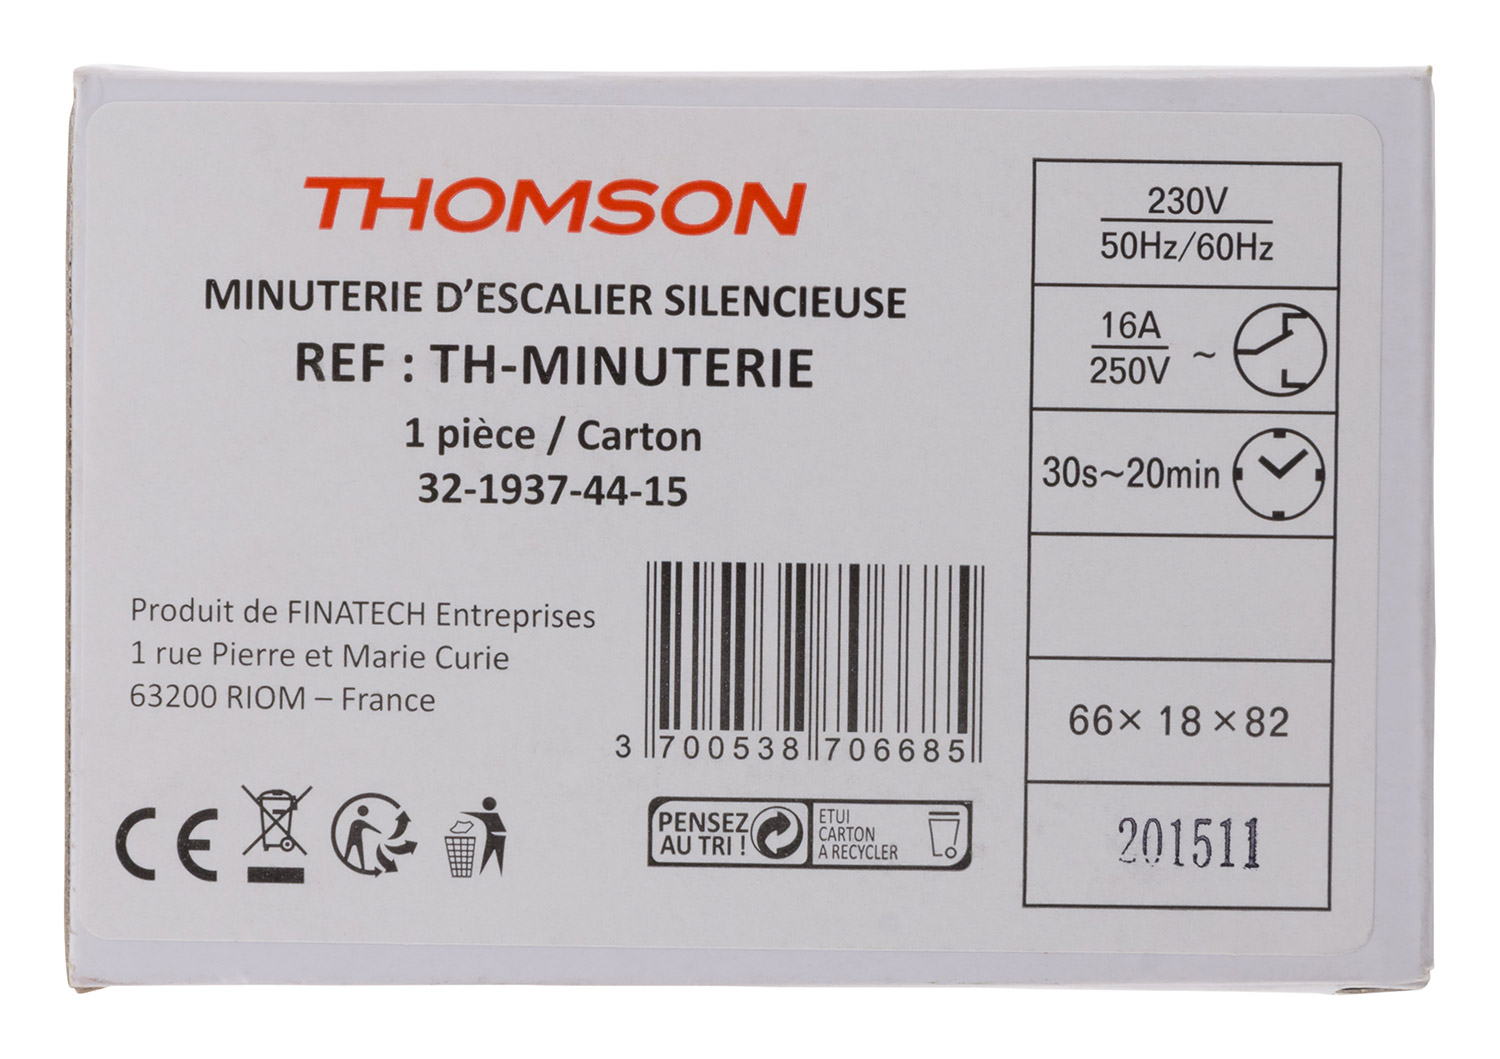 THOMSON
MINUTERIE D'ESCALIER SILENCIEUSE
REF : TH-MINUTERIE
1 pièce / Carton
32-1937-44-15
Produit de FINATECH Entreprises
1 rue Pierre et Marie Curie
63200 RIOM – France
3 700538 706685
CE
PENSEZ
AU TRI !
ETUI
CARTON
À RECYCLER
230V
50Hz/60Hz
16A
250V ~
30s~20min
66× 18 ×82
201511